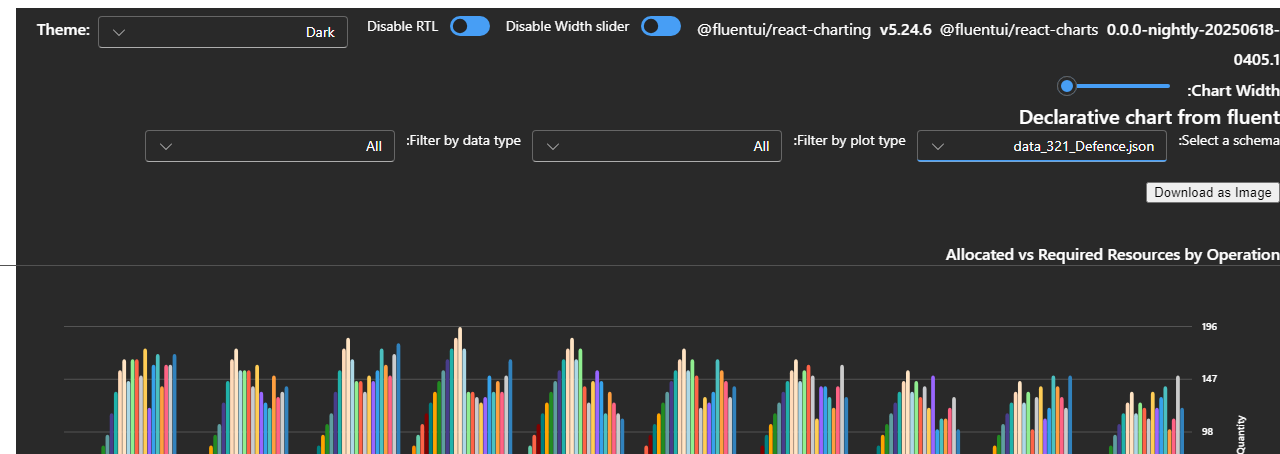 Theme: Dark Disable RTL Disable Width slider @fluentui/react-charting v5.24.6 @fluentui/react-charts 0.0.0-nightly-20250618-
0405.1
:Chart Width
Declarative chart from fluent
:Select a schema data_321_Defence.json :Filter by plot type All :Filter by data type All
Download as Image
Allocated vs Required Resources by Operation
196
147
98
Quantity